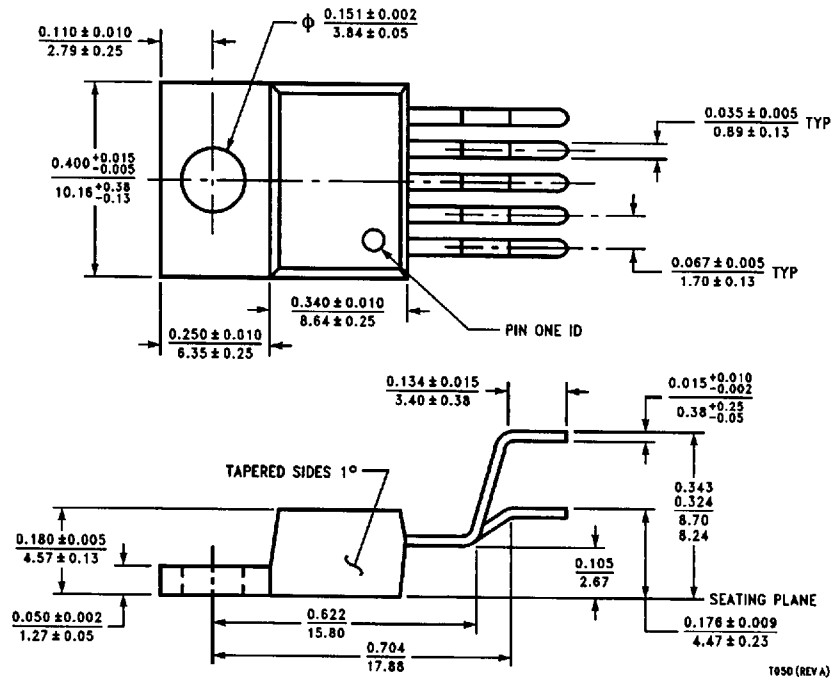 0.110 ± 0.010
2.79 ± 0.25
ϕ 0.151 ± 0.002
3.84 ± 0.05
0.035 ± 0.005 TYP
0.89 ± 0.13
0.400 +0.015 -0.005
10.16 +0.38 -0.13
0.067 ± 0.005 TYP
1.70 ± 0.13
0.340 ± 0.010
8.64 ± 0.25
0.250 ± 0.010
6.35 ± 0.25
PIN ONE ID
0.134 ± 0.015
3.40 ± 0.38
0.015 +0.010 -0.002
0.38 +0.25 -0.05
TAPERED SIDES 1°
0.343
0.324
8.70
8.24
0.180 ± 0.005
4.57 ± 0.13
0.105
2.67
0.050 ± 0.002
1.27 ± 0.05
0.622
15.80
SEATING PLANE
0.176 ± 0.009
4.47 ± 0.23
0.704
17.88
T05D (REV A)